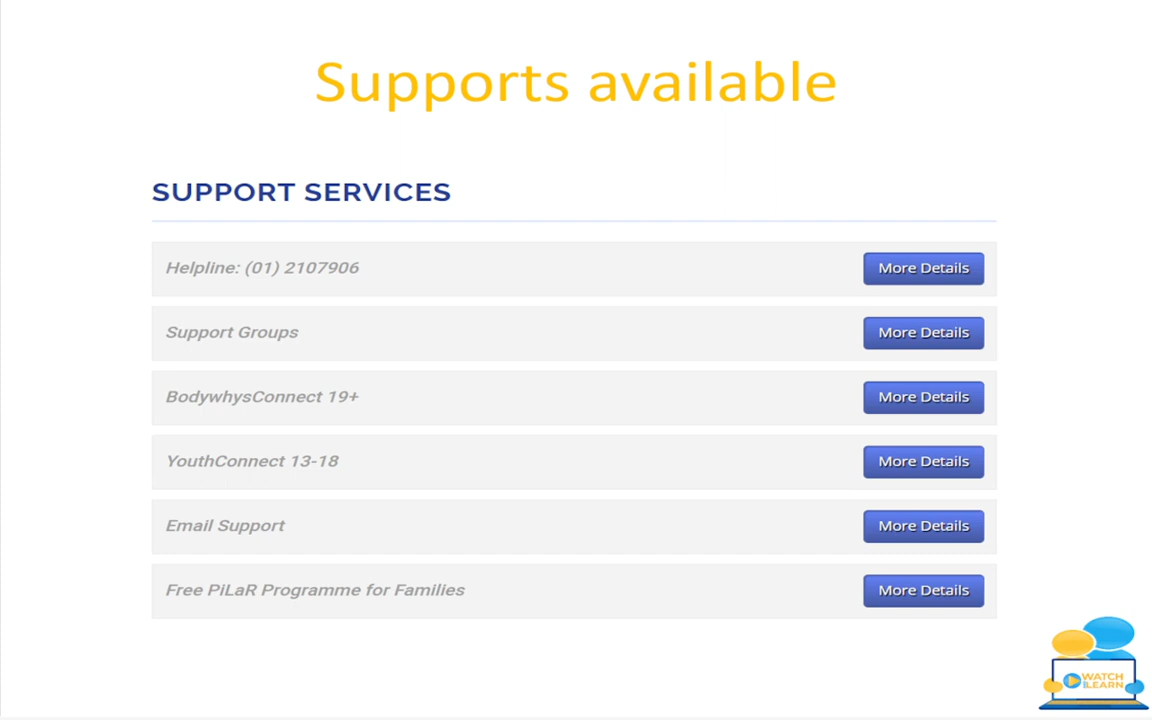 Supports available
SUPPORT SERVICES
Helpline: (01) 2107906
More Details
Support Groups
More Details
BodywhysConnect 19+
More Details
YouthConnect 13-18
More Details
Email Support
More Details
Free PiLaR Programme for Families
More Details
WATCH
&LEARN